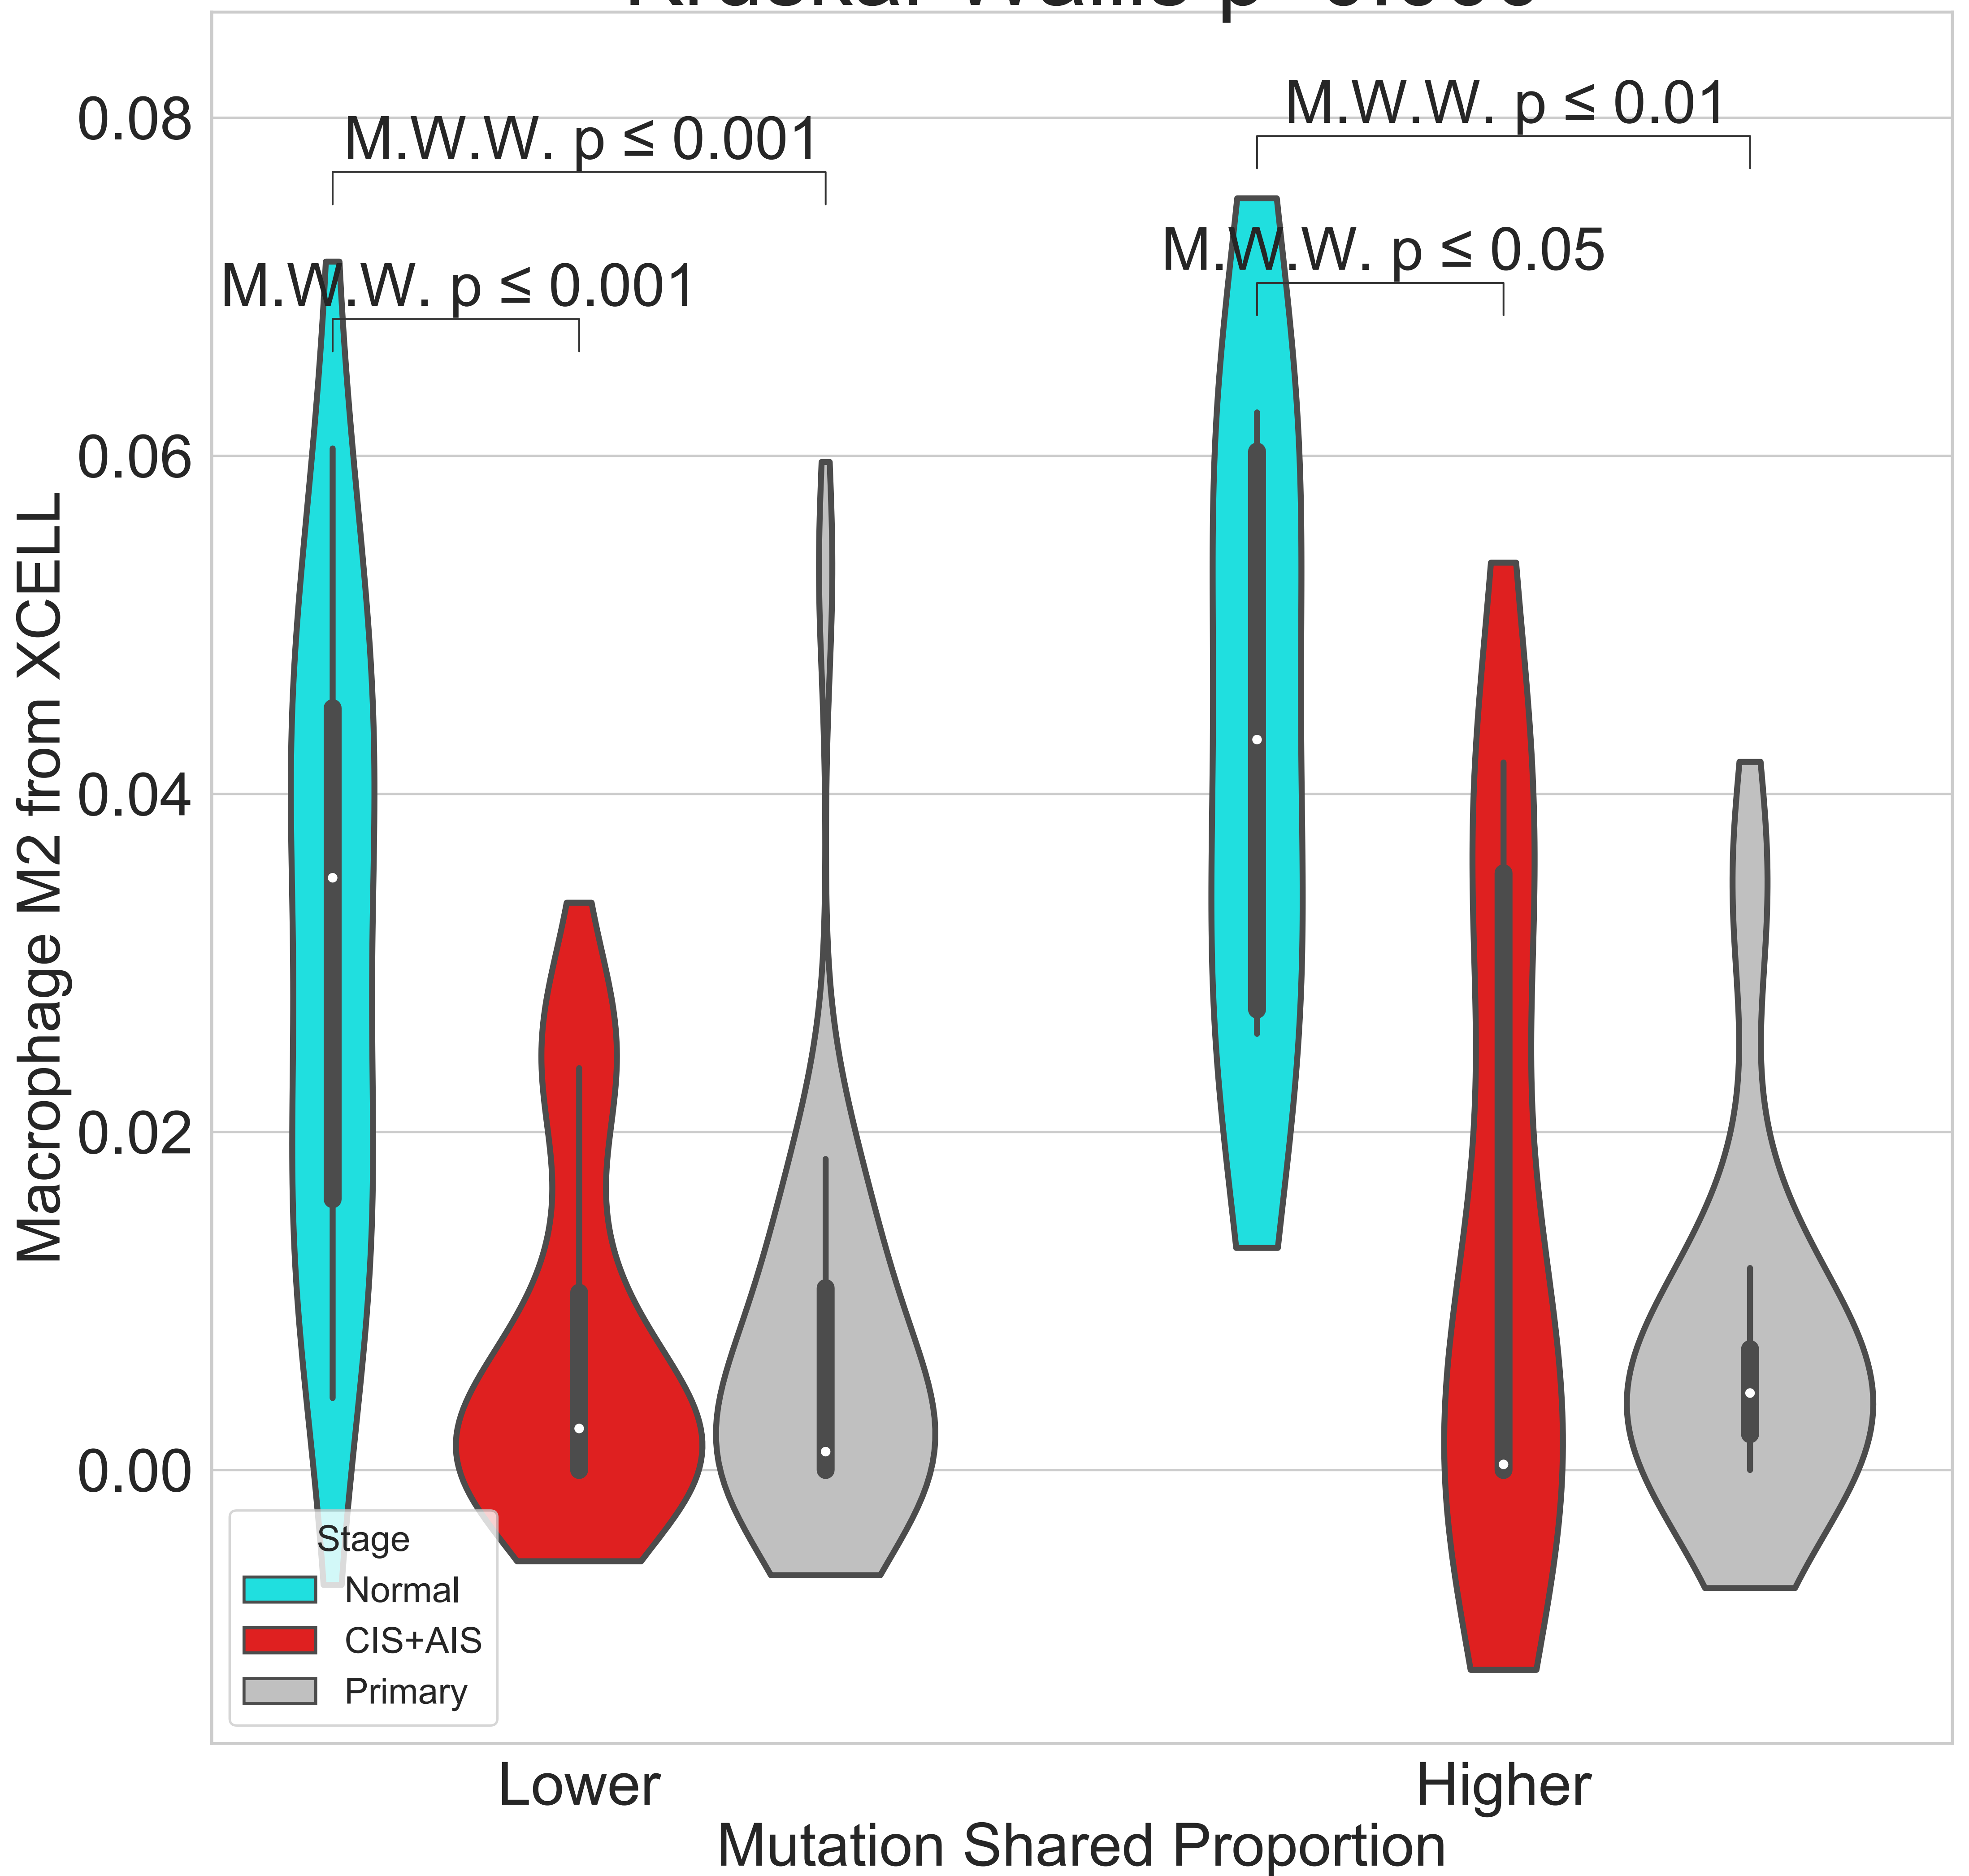 M.W.W. p ≤ 0.01
M.W.W. p ≤ 0.001
M.W.W. p ≤ 0.05
M.W.W. p ≤ 0.001
0.08
0.06
0.04
0.02
0.00
Macrophage M2 from XCELL
Stage
Normal
CIS+AIS
Primary
Lower
Higher
Mutation Shared Proportion